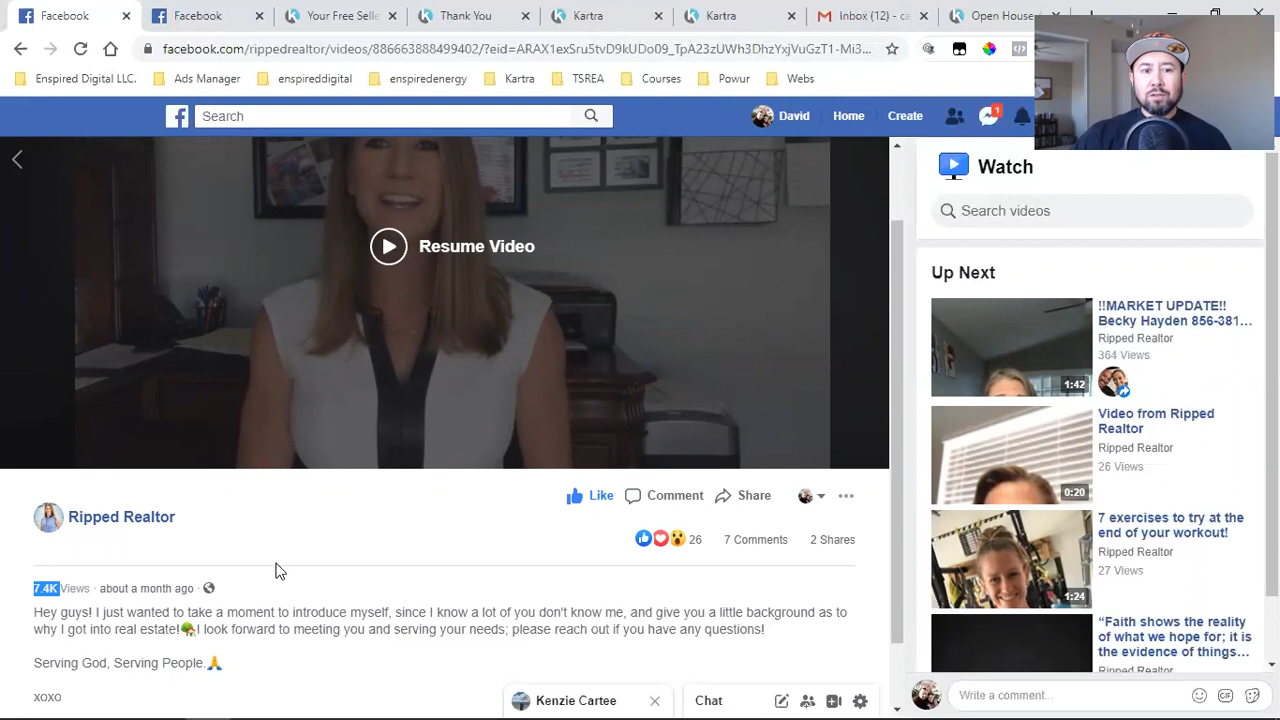 Facebook
Facebook
Your Free Selle
Thank You
Kartra
Kartra
Inbox (12) - ca
Open House
facebook.com/rippedrealtor/videos/886663888499402/?eid=ARAX1exSru5tvD9kUDo09_TpA23zUWh3DhzYxjVuGzT1-Mi3...
Enspired Digital LLC.
Ads Manager
enspireddigital
enspiredem
Kartra
TSREA
Courses
Powur
Webs
Search
David
Home
Create
1
Resume Video
Watch
Search videos
Up Next
!!MARKET UPDATE!!
Becky Hayden 856-381...
Ripped Realtor
364 Views
1:42
Video from Ripped
Realtor
Ripped Realtor
26 Views
0:20
7 exercises to try at the
end of your workout!
Ripped Realtor
27 Views
1:24
“Faith shows the reality
of what we hope for; it is
the evidence of things...
Ripped Realtor
Like
Comment
Share
Ripped Realtor
26
7 Comments
2 Shares
7.4K Views · about a month ago ·
Hey guys! I just wanted to take a moment to introduce myself, since I know a lot of you don't know me, and give you a little background as to
why I got into real estate!🏡I look forward to meeting you and serving your needs; please reach out if you have any questions!
Serving God, Serving People.🙏
xoxo
Kenzie Cartee
Chat
Write a comment...
GIF